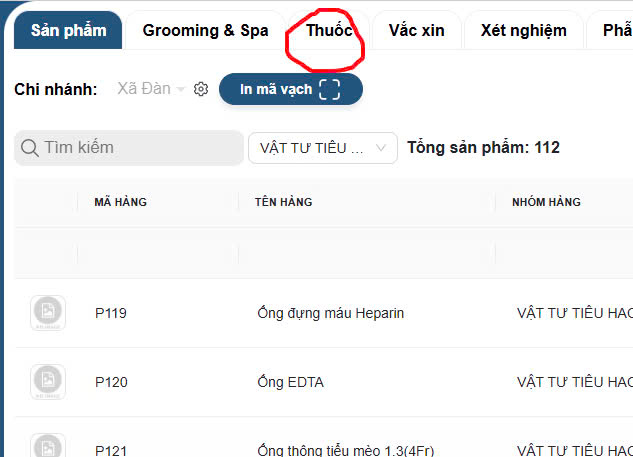 Sản phẩm Grooming & Spa Thuốc Vắc xin Xét nghiệm Phẫ
Chi nhánh: Xã Đàn In mã vạch
Tìm kiếm VẬT TƯ TIÊU ... Tổng sản phẩm: 112
MÃ HÀNG TÊN HÀNG NHÓM HÀNG
P119 Ống đựng máu Heparin VẬT TƯ TIÊU HAO
P120 Ống EDTA VẬT TƯ TIÊU HAO
P121 Ống thông tiểu mèo 1.3(4Fr) VẬT TƯ TIÊU HAO